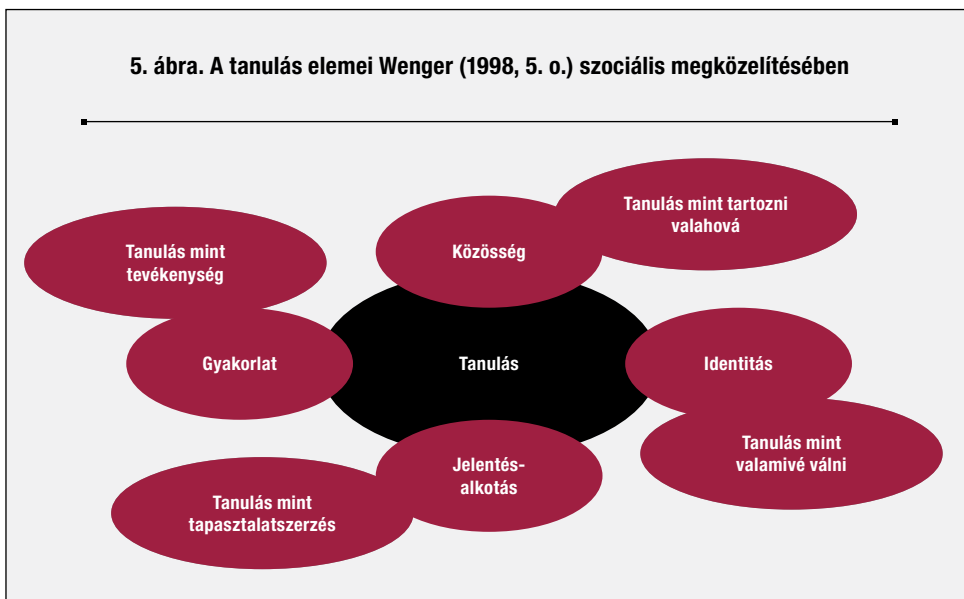 5. ábra. A tanulás elemei Wenger (1998, 5. o.) szociális megközelítésében
Tanulás mint
tevékenység
Közösség
Tanulás mint tartozni
valahová
Gyakorlat
Tanulás
Identitás
Tanulás mint
tapasztalatszerzés
Jelentés-
alkotás
Tanulás mint
valamivé válni